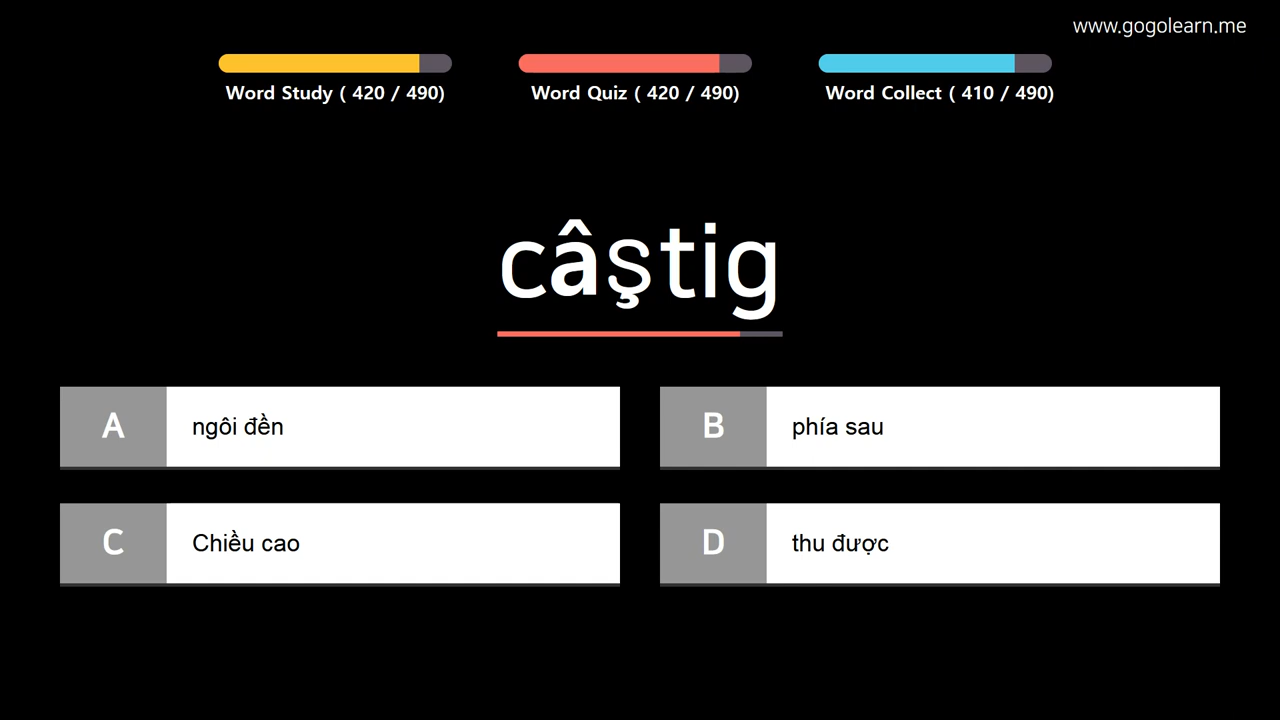 www.gogolearn.me
Word Study ( 420 / 490)
Word Quiz ( 420 / 490)
Word Collect ( 410 / 490)
câştig
A ngôi đền
B phía sau
C Chiều cao
D thu được